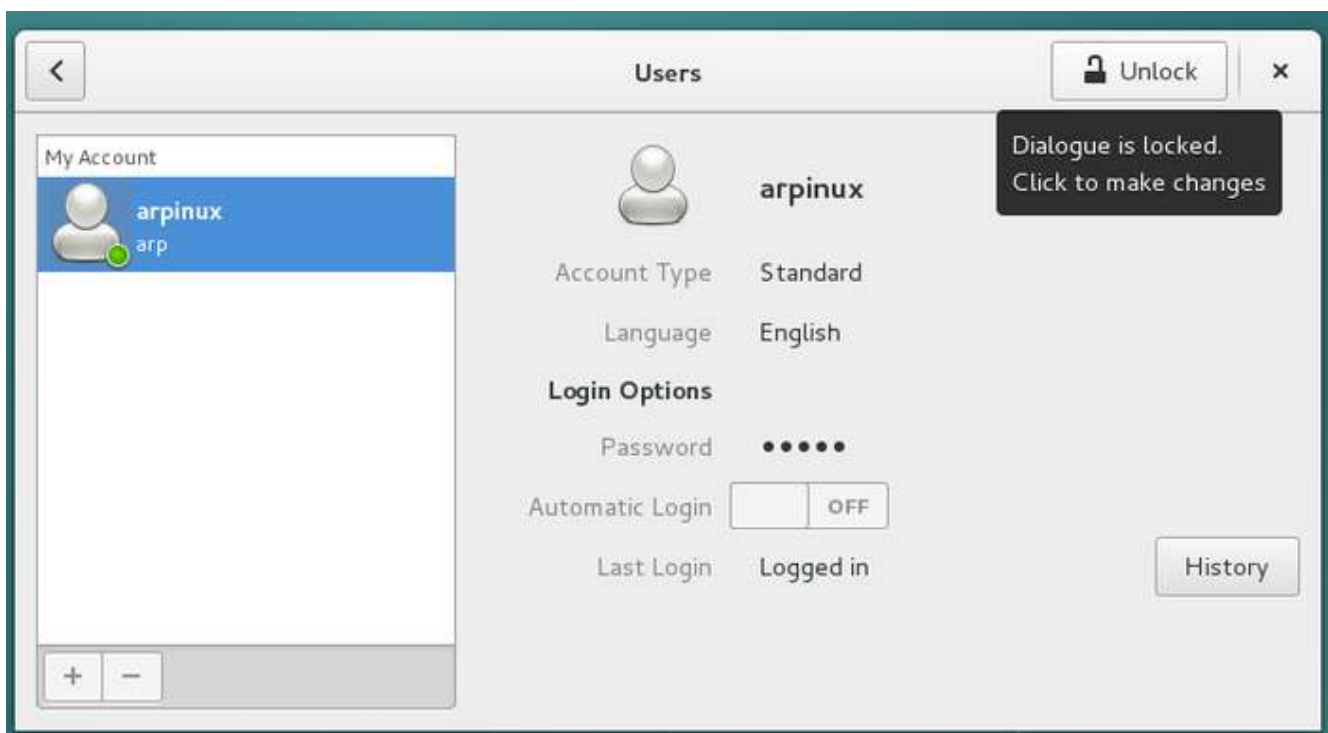 Users
Unlock
Dialogue is locked.
Click to make changes
My Account
arpinux
arp
arpinux
Account Type Standard
Language English
Login Options
Password •••••
Automatic Login OFF
Last Login Logged in
History